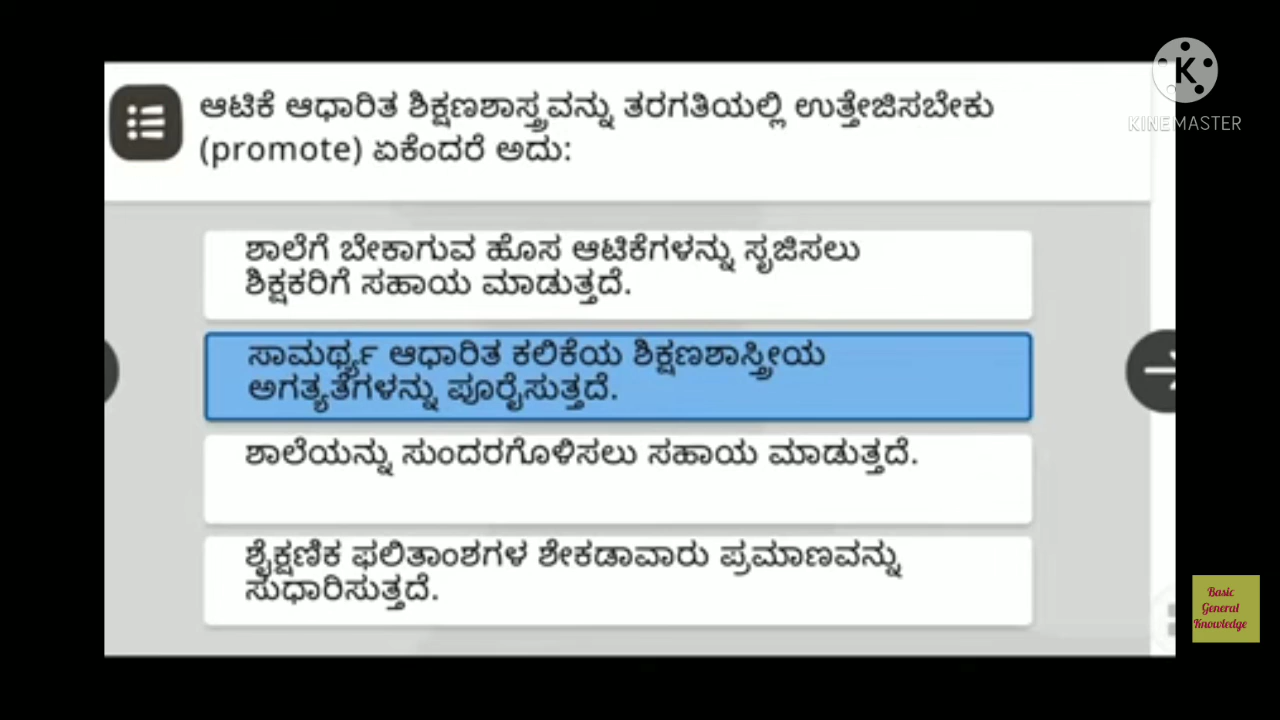 ಆಟಿಕೆ ಆಧಾರಿತ ಶಿಕ್ಷಣಶಾಸ್ತ್ರವನ್ನು ತರಗತಿಯಲ್ಲಿ ಉತ್ತೇಜಿಸಬೇಕು
(promote) ಏಕೆಂದರೆ ಅದು:
K
KINEMASTER
ಶಾಲೆಗೆ ಬೇಕಾಗುವ ಹೊಸ ಆಟಿಕೆಗಳನ್ನು ಸೃಜಿಸಲು
ಶಿಕ್ಷಕರಿಗೆ ಸಹಾಯ ಮಾಡುತ್ತದೆ.
ಸಾಮರ್ಥ್ಯ ಆಧಾರಿತ ಕಲಿಕೆಯ ಶಿಕ್ಷಣಶಾಸ್ತ್ರೀಯ
ಅಗತ್ಯತೆಗಳನ್ನು ಪೂರೈಸುತ್ತದೆ.
ಶಾಲೆಯನ್ನು ಸುಂದರಗೊಳಿಸಲು ಸಹಾಯ ಮಾಡುತ್ತದೆ.
ಶೈಕ್ಷಣಿಕ ಫಲಿತಾಂಶಗಳ ಶೇಕಡಾವಾರು ಪ್ರಮಾಣವನ್ನು
ಸುಧಾರಿಸುತ್ತದೆ.
Basic
General
Knowledge